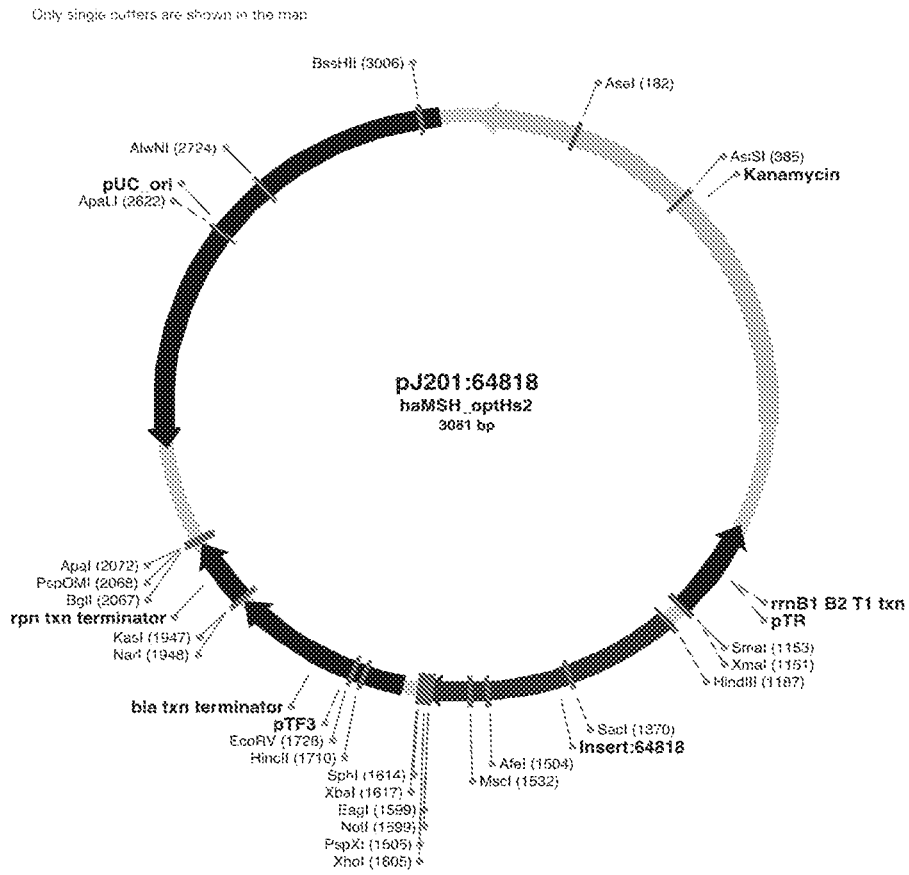 Only single cutters are shown in the map
BssHII (3006)
AseI (182)
AlwNI (2724)
AsiSI (385)
pUC_ori
Kanamycin
ApaLI (2622)
pJ201:64818
haMSH_optHs2
3081 bp
ApaI (2072)
PspOMI (2068)
BglI (2067)
rpn txn terminator
KasI (1947)
NarI (1948)
rrnB1 B2 T1 txn
pTR
SmaI (1153)
XmaI (1151)
HindIII (1187)
bla txn terminator
pTF3
EcoRV (1728)
HincII (1710)
SacI (1370)
Insert:64818
AfeI (1504)
MscI (1532)
SphI (1614)
XbaI (1617)
EagI (1599)
NotI (1599)
PspXI
XhoI (1605)